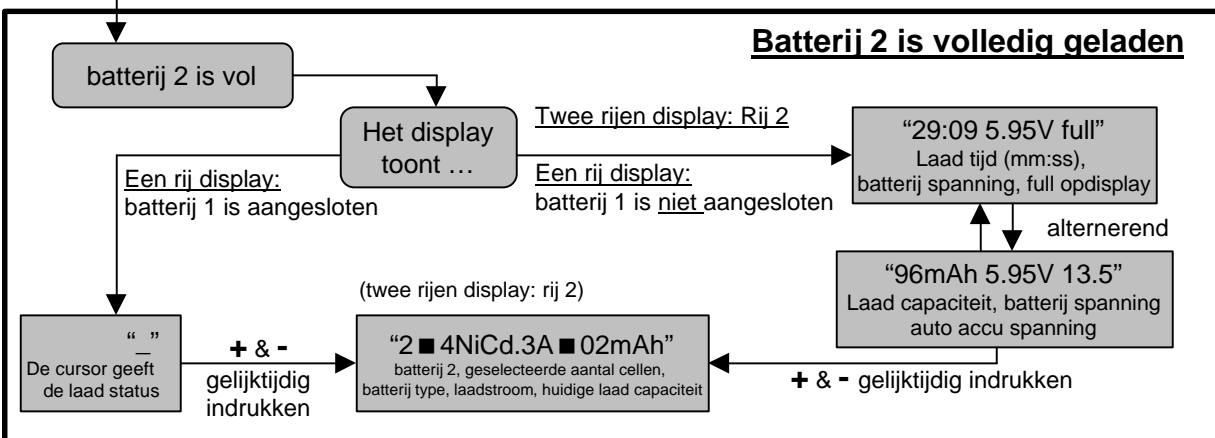 Batterij 2 is volledig geladen
batterij 2 is vol
Het display
toont …
Twee rijen display: Rij 2
Een rij display:
batterij 1 is niet aangesloten
Een rij display:
batterij 1 is aangesloten
“29:09 5.95V full”
Laad tijd (mm:ss),
batterij spanning, full opdisplay
alternerend
“96mAh 5.95V 13.5”
Laad capaciteit, batterij spanning
auto accu spanning
(twee rijen display: rij 2)
“_”
De cursor geeft
de laad status
+ & -
gelijktijdig
indrukken
“2 ■ 4NiCd.3A ■ 02mAh”
batterij 2, geselecteerde aantal cellen,
batterij type, laadstroom, huidige laad capaciteit
+ & - gelijktijdig indrukken